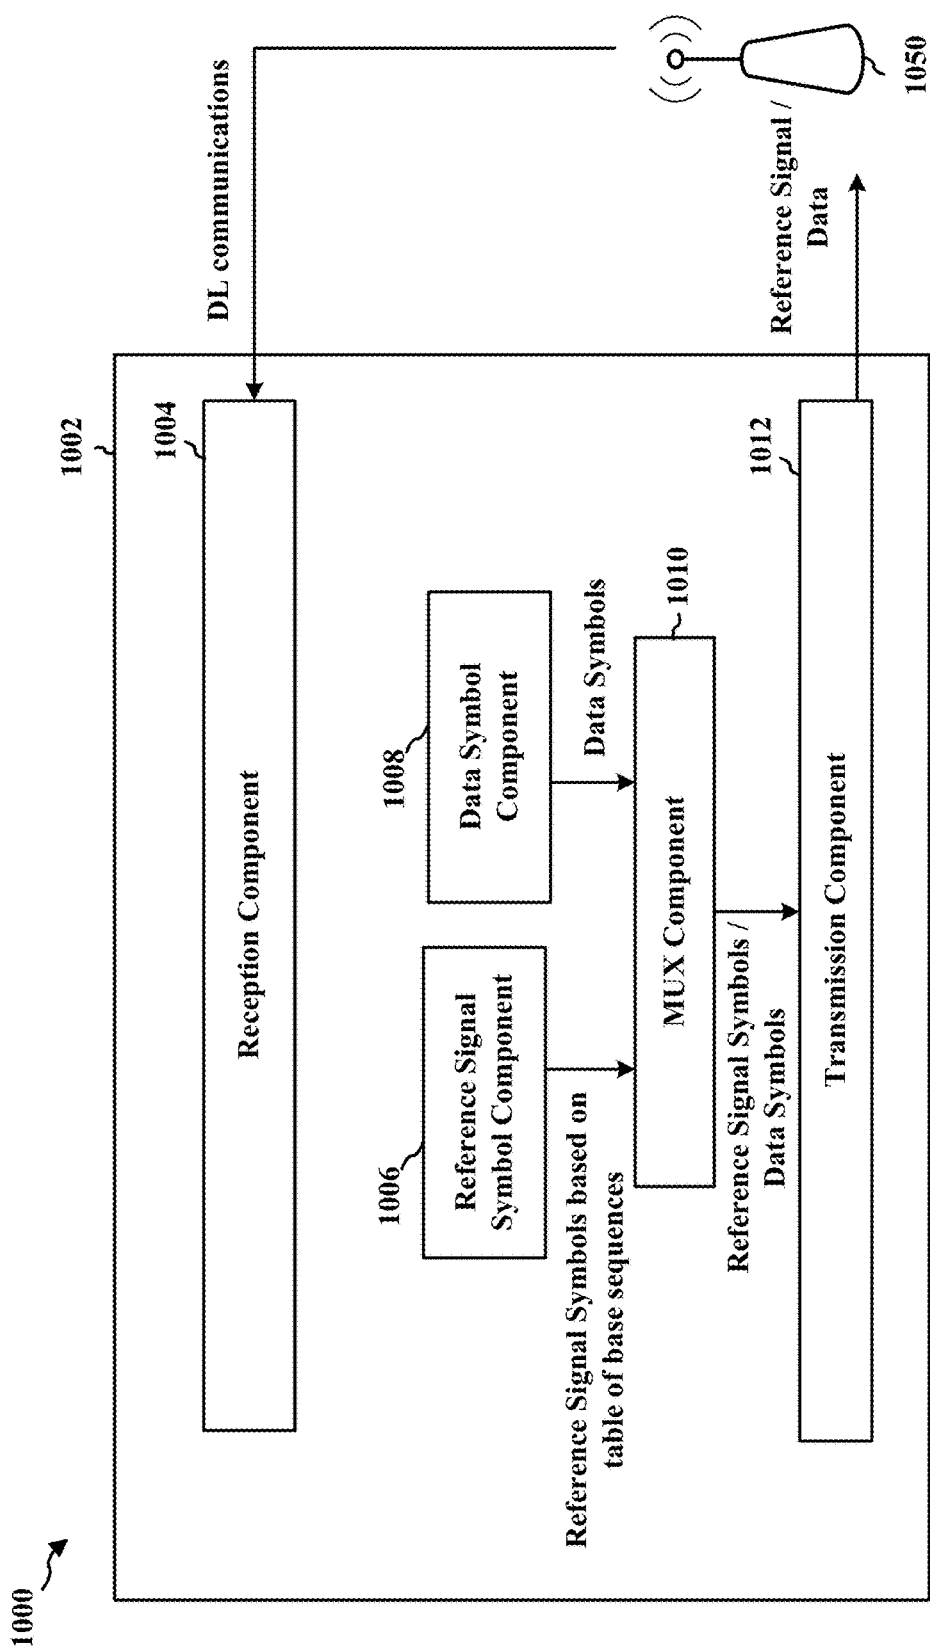 1000
1002
1004
Reception Component
DL communications
1006
Reference Signal
Symbol Component
1008
Data Symbol
Component
Reference Signal Symbols based on
table of base sequences
Data Symbols
MUX Component
1010
Reference Signal Symbols /
Data Symbols
1012
Transmission Component
Reference Signal /
Data
1050